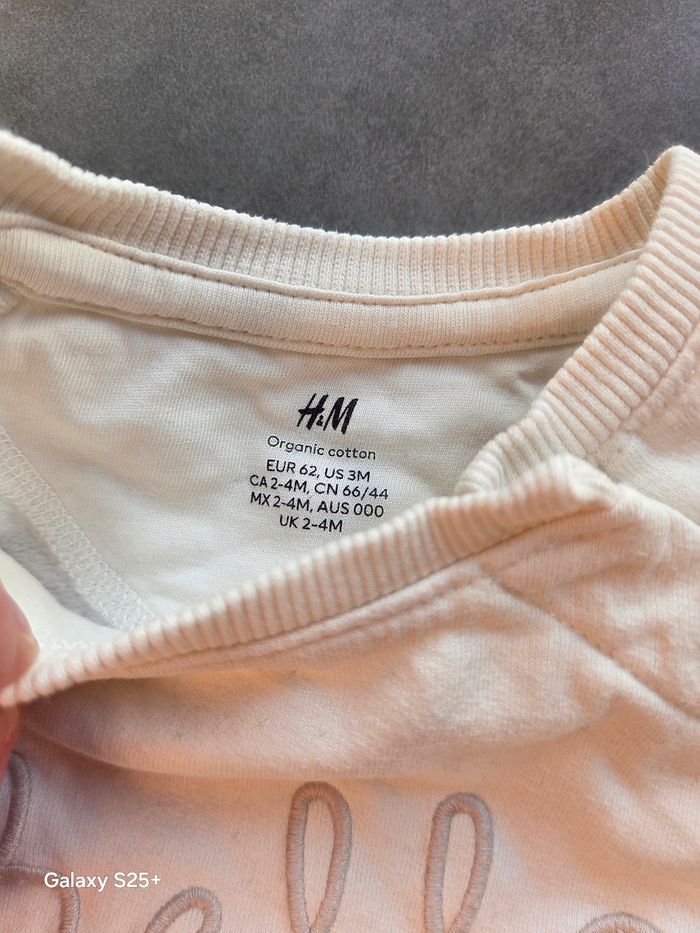 H&M
Organic cotton
EUR 62, US 3M
CA 2-4M, CN 66/44
MX 2-4M, AUS 000
UK 2-4M
Galaxy S25+